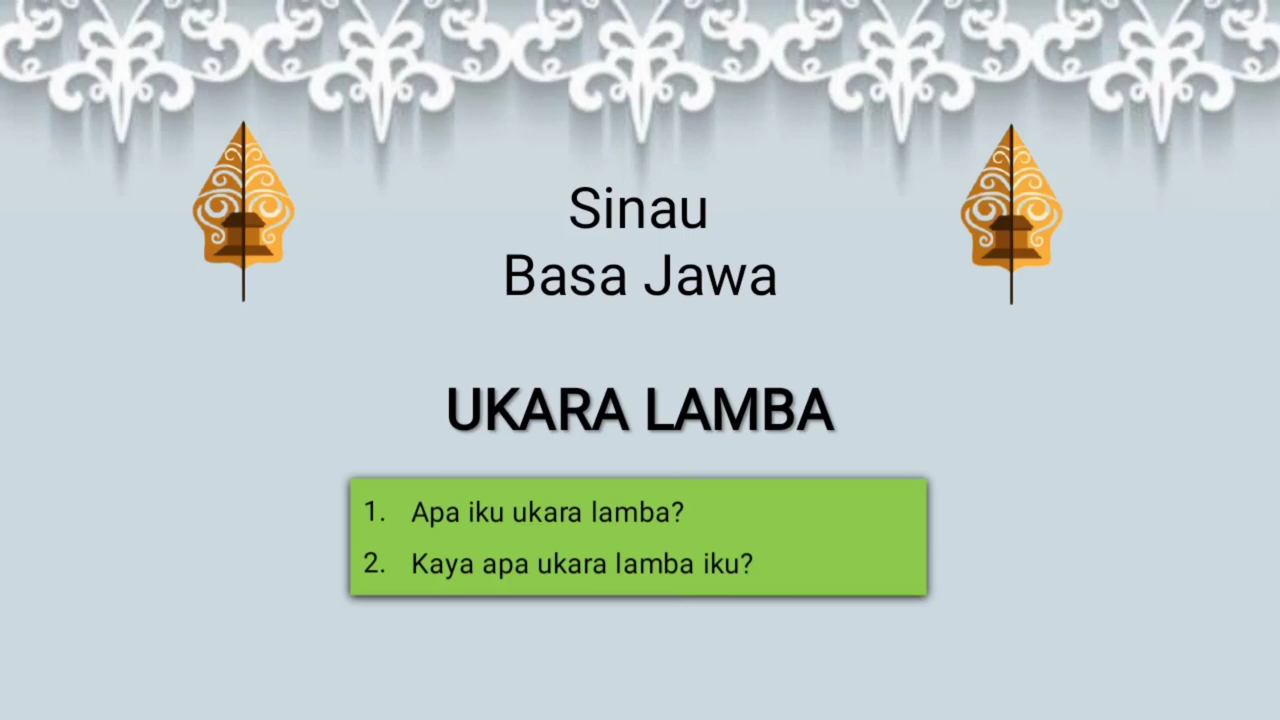 Sinau
Basa Jawa
UKARA LAMBA
1. Apa iku ukara lamba?
2. Kaya apa ukara lamba iku?